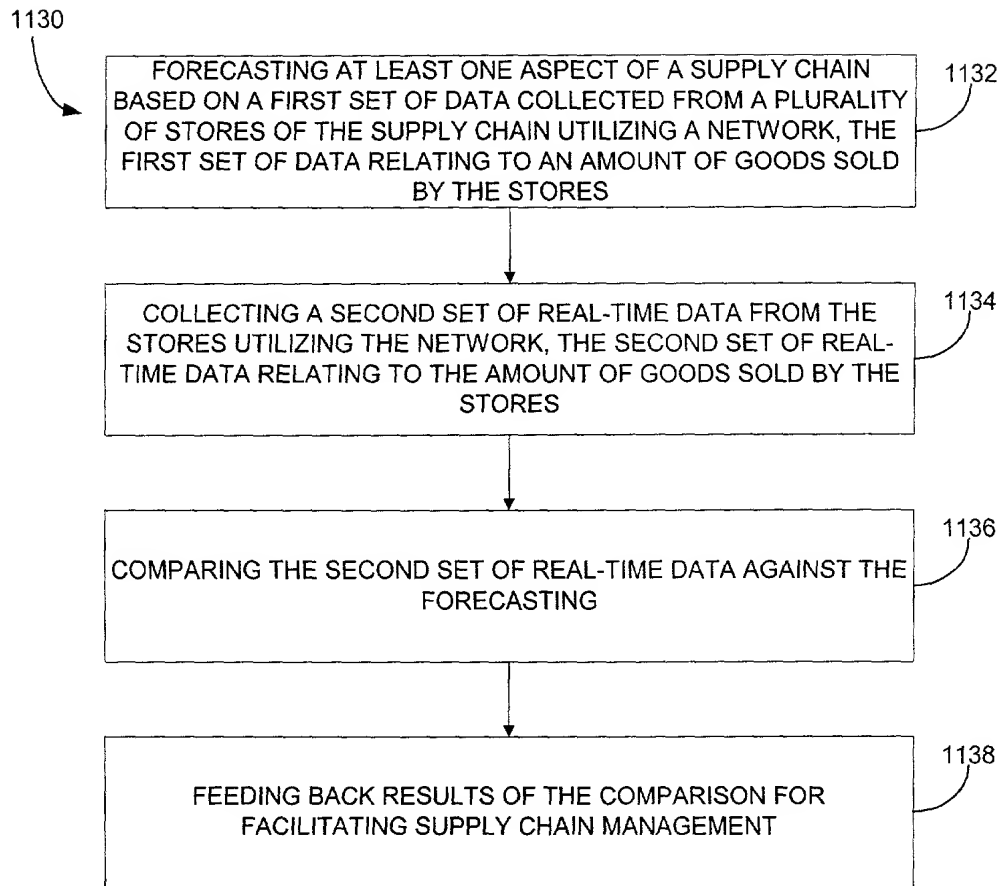 1130
FORECASTING AT LEAST ONE ASPECT OF A SUPPLY CHAIN
BASED ON A FIRST SET OF DATA COLLECTED FROM A PLURALITY
OF STORES OF THE SUPPLY CHAIN UTILIZING A NETWORK, THE
FIRST SET OF DATA RELATING TO AN AMOUNT OF GOODS SOLD
BY THE STORES
1132
COLLECTING A SECOND SET OF REAL-TIME DATA FROM THE
STORES UTILIZING THE NETWORK, THE SECOND SET OF REAL-
TIME DATA RELATING TO THE AMOUNT OF GOODS SOLD BY THE
STORES
1134
COMPARING THE SECOND SET OF REAL-TIME DATA AGAINST THE
FORECASTING
1136
FEEDING BACK RESULTS OF THE COMPARISON FOR
FACILITATING SUPPLY CHAIN MANAGEMENT
1138